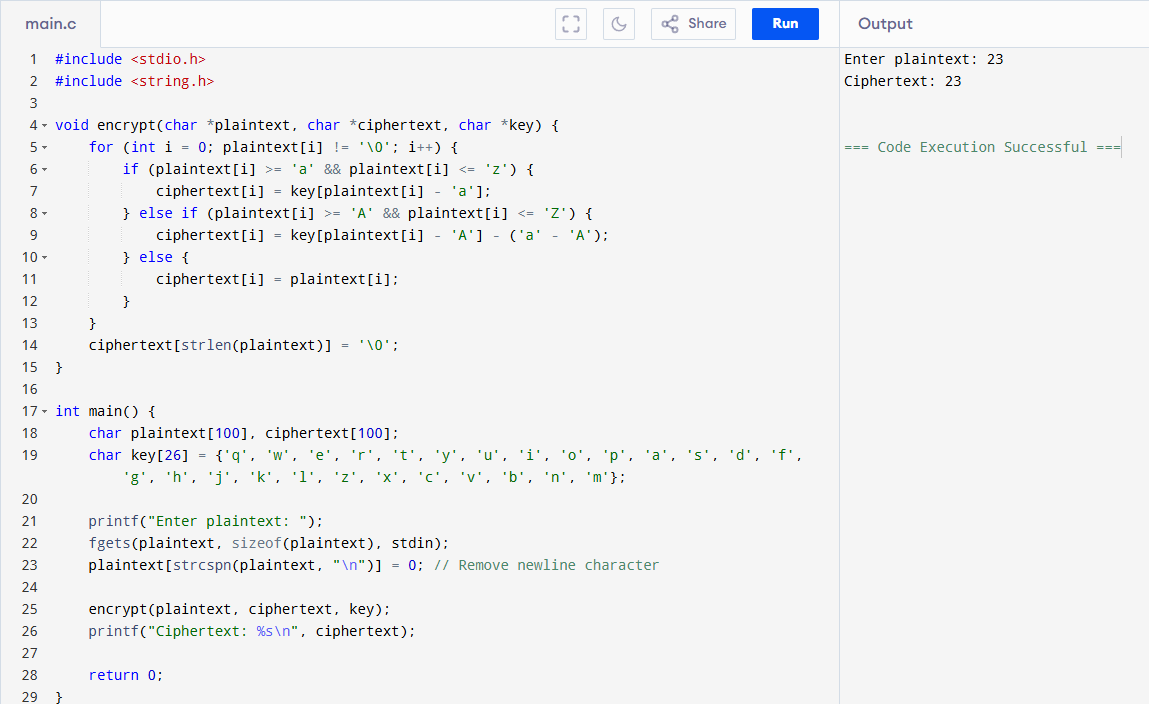 main.c
Share
Run
Output
1 #include <stdio.h>
2 #include <string.h>
3
4 void encrypt(char *plaintext, char *ciphertext, char *key) {
5     for (int i = 0; plaintext[i] != '\0'; i++) {
6         if (plaintext[i] >= 'a' && plaintext[i] <= 'z') {
7             ciphertext[i] = key[plaintext[i] - 'a'];
8         } else if (plaintext[i] >= 'A' && plaintext[i] <= 'Z') {
9             ciphertext[i] = key[plaintext[i] - 'A'] - ('a' - 'A');
10         } else {
11             ciphertext[i] = plaintext[i];
12         }
13     }
14     ciphertext[strlen(plaintext)] = '\0';
15 }
16
17 int main() {
18     char plaintext[100], ciphertext[100];
19     char key[26] = {'q', 'w', 'e', 'r', 't', 'y', 'u', 'i', 'o', 'p', 'a', 's', 'd', 'f',
        'g', 'h', 'j', 'k', 'l', 'z', 'x', 'c', 'v', 'b', 'n', 'm'};
20
21     printf("Enter plaintext: ");
22     fgets(plaintext, sizeof(plaintext), stdin);
23     plaintext[strcspn(plaintext, "\n")] = 0; // Remove newline character
24
25     encrypt(plaintext, ciphertext, key);
26     printf("Ciphertext: %s\n", ciphertext);
27
28     return 0;
29 }
Enter plaintext: 23
Ciphertext: 23
=== Code Execution Successful ===